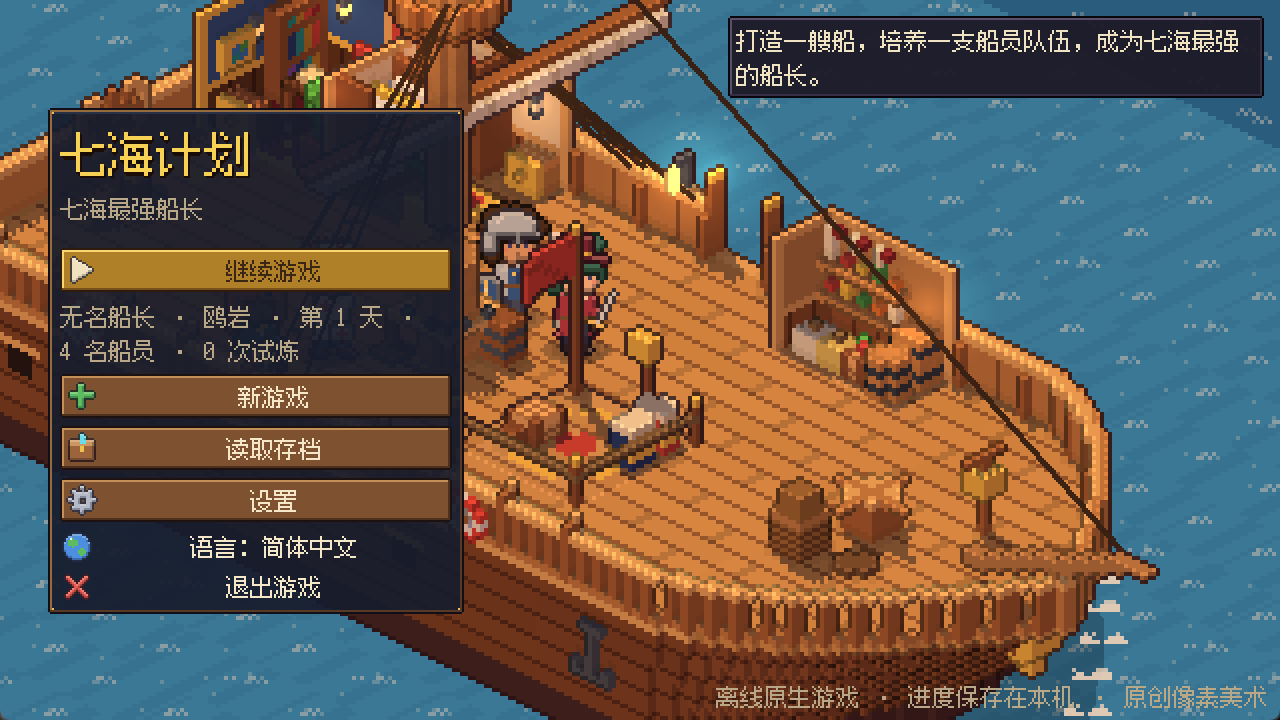 打造一艘船，培养一支船员队伍，成为七海最强
的船长。
七海计划
七海最强船长
继续游戏
无名船长 · 鸥岩 · 第 1 天 ·
4 名船员 · 0 次试炼
新游戏
读取存档
设置
语言：简体中文
退出游戏
离线原生游戏 · 进度保存在本机 · 原创像素美术